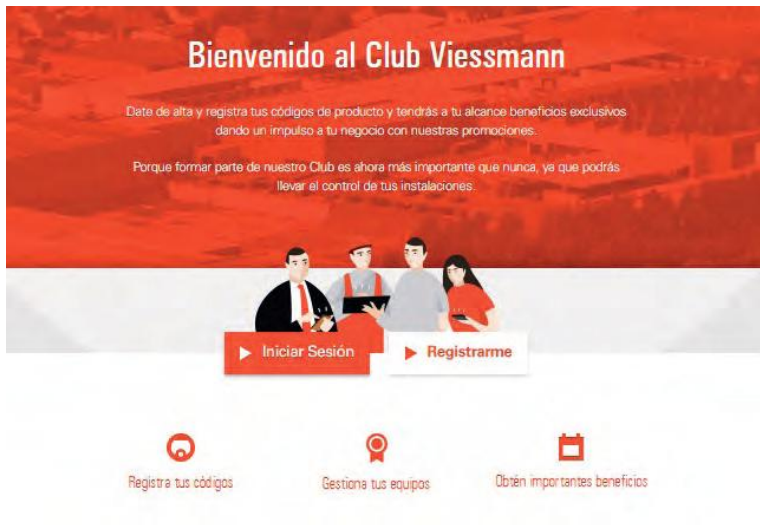 Bienvenido al Club Viessmann
Date de alta y registra tus códigos de producto y tendrás a tu alcance beneficios exclusivos
dando un impulso a tu negocio con nuestras promociones.
Porque formar parte de nuestro Club es ahora más importante que nunca, ya que podrás
llevar el control de tus instalaciones.
Iniciar Sesión
Registrarme
Registra tus códigos
Gestiona tus equipos
Obtén importantes beneficios